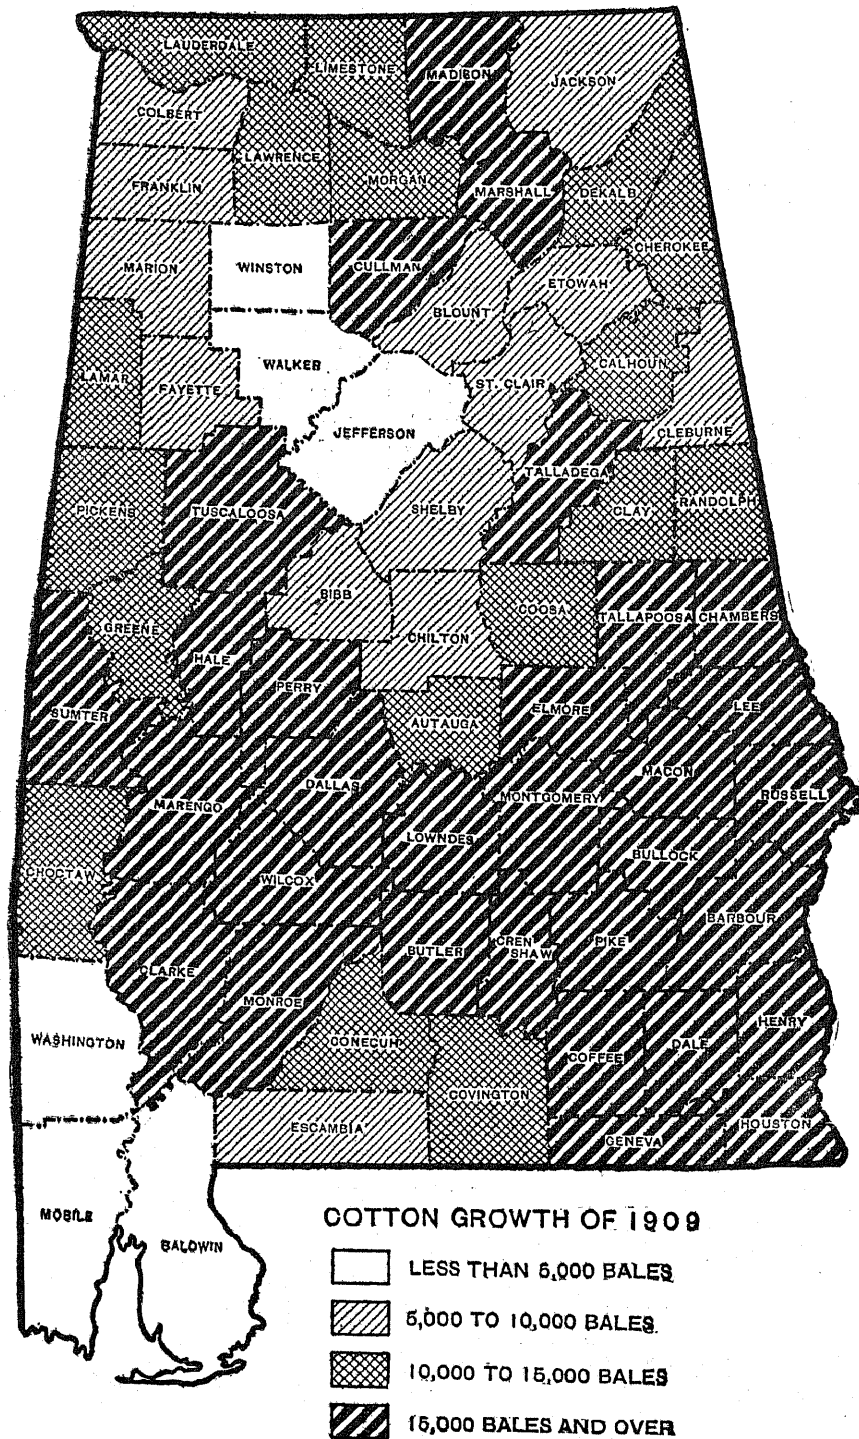 LAUDERDALE
LIMESTONE
MADISON
JACKSON
COLBERT
LAWRENCE
FRANKLIN
MORGAN
MARSHALL
DEKALB
CHEROKEE
MARION
WINSTON
CULLMAN
ETOWAH
BLOUNT
WALKER
CALHOUN
LAMAR
FAYETTE
ST. CLAIR
JEFFERSON
CLEBURNE
TALLADEGA
PICKENS
TUSCALOOSA
SHELBY
CLAY
RANDOLPH
BIBB
COOSA
TALLAPOOSA
CHAMBERS
GREENE
CHILTON
HALE
PERRY
SUMTER
AUTAUGA
ELMORE
LEE
MACON
DALLAS
MARENGO
MONTGOMERY
RUSSELL
LOWNDES
BULLOCK
CHOCTAW
WILCOX
BARBOUR
CLARKE
BUTLER
CREN
SHAW
PIKE
MONROE
HENRY
WASHINGTON
CONECUH
COFFEE
DALE
COVINGTON
ESCAMBIA
HOUSTON
GENEVA
MOBILE
BALDWIN
COTTON GROWTH OF 1909
LESS THAN 5,000 BALES
5,000 TO 10,000 BALES
10,000 TO 15,000 BALES
15,000 BALES AND OVER